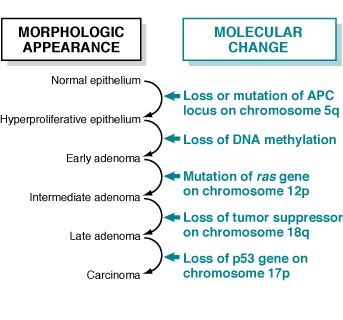 MORPHOLOGIC
APPEARANCE
MOLECULAR
CHANGE
Normal epithelium
Loss or mutation of APC
locus on chromosome 5q
Hyperproliferative epithelium
Loss of DNA methylation
Early adenoma
Mutation of ras gene
on chromosome 12p
Intermediate adenoma
Loss of tumor suppressor
on chromosome 18q
Late adenoma
Loss of p53 gene on
chromosome 17p
Carcinoma